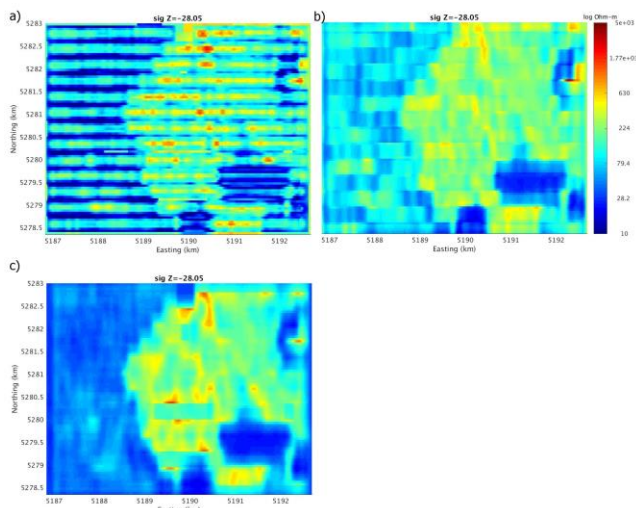 a)
sig Z=-28.05
5283
5282.5
5282
5281.5
5281
5280.5
5280
5279.5
5279
5278.5
Northing (km)
5187 5188 5189 5190 5191 5192
Easting (km)
b)
sig Z=-28.05
5187 5188 5189 5190 5191 5192
Easting (km)
log Ohm-m
5e+03
1.77e+03
630
224
79.4
28.2
10
c)
sig Z=-28.05
5283
5282.5
5282
5281.5
5281
5280.5
5280
5279.5
5279
5278.5
Northing (km)
5187 5188 5189 5190 5191 5192